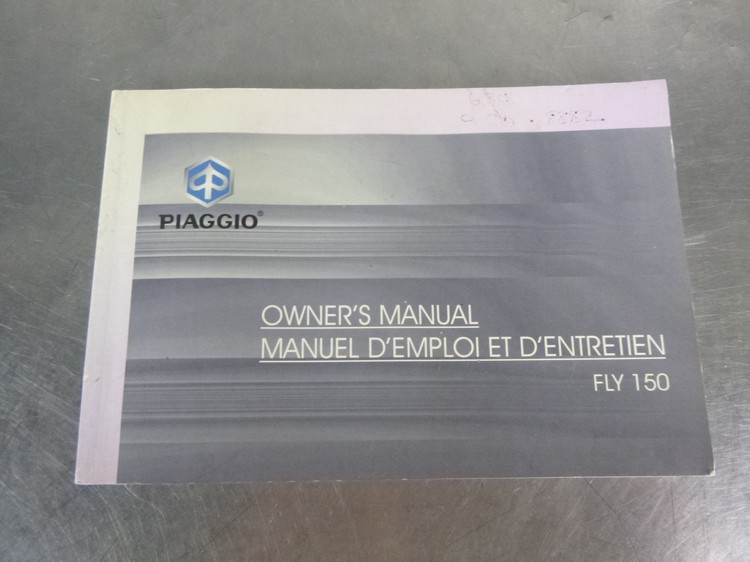 PIAGGIO®
OWNER'S MANUAL
MANUEL D'EMPLOI ET D'ENTRETIEN
FLY 150